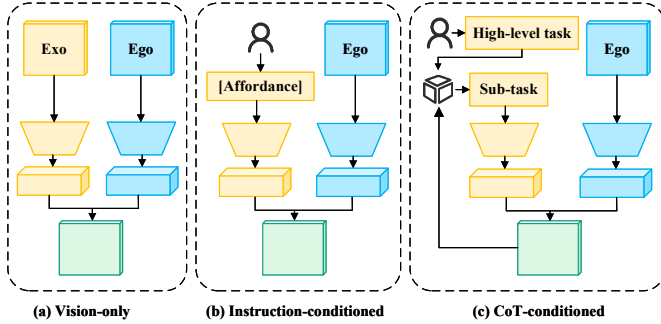 Exo
Ego
[Affordance]
Ego
High-level task
Sub-task
Ego
(a) Vision-only
(b) Instruction-conditioned
(c) CoT-conditioned